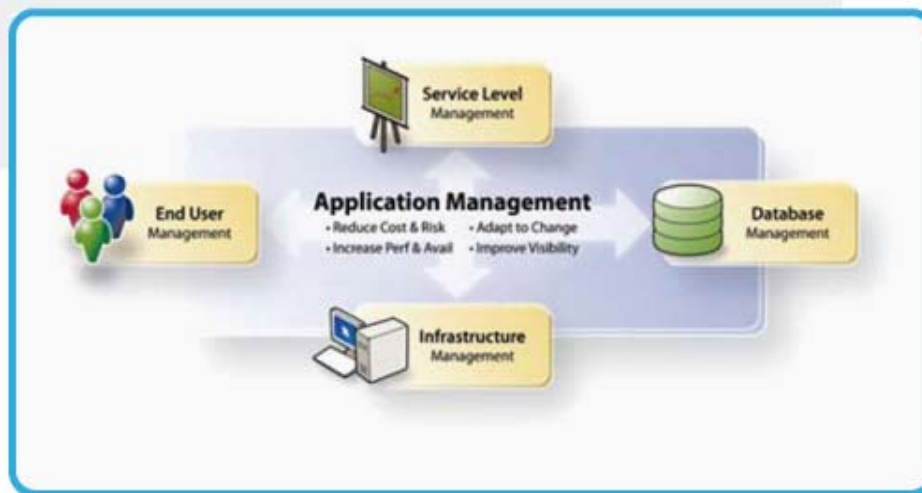 Service Level
Management
End User
Management
Application Management
• Reduce Cost & Risk • Adapt to Change
• Increase Perf & Avail • Improve Visibility
Database
Management
Infrastructure
Management